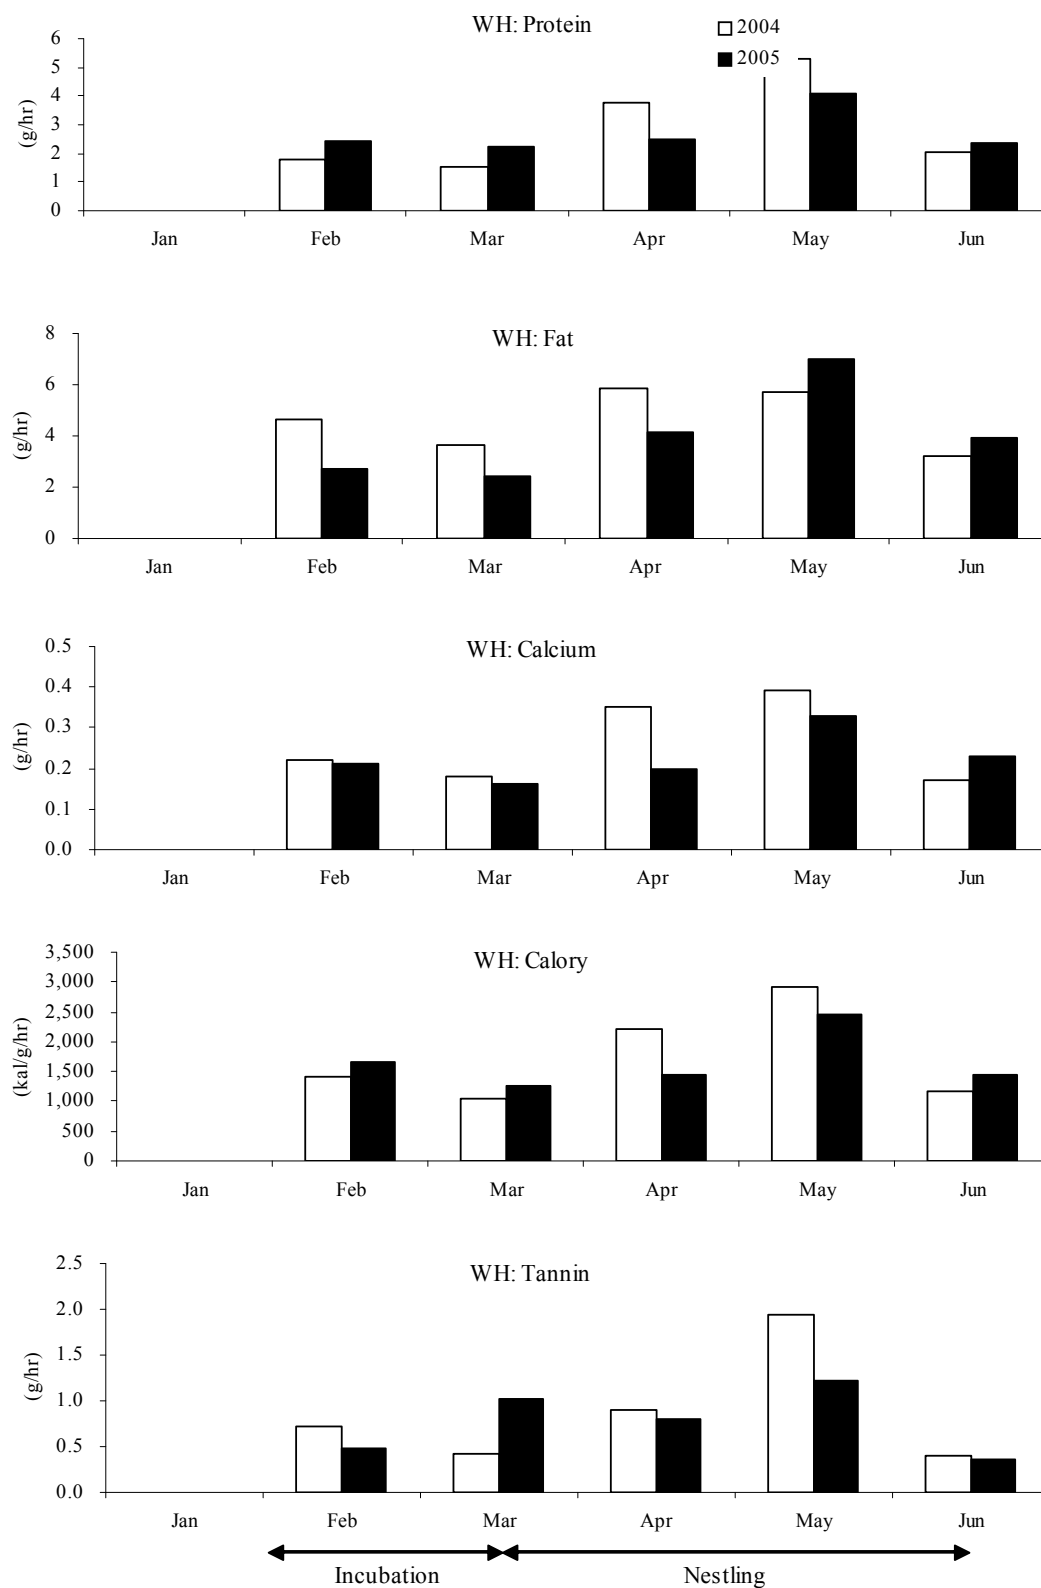 WH: Protein
2004
2005
6
5
4
3
2
1
0
(g/hr)
Jan Feb Mar Apr May Jun
WH: Fat
8
6
4
2
0
(g/hr)
Jan Feb Mar Apr May Jun
WH: Calcium
0.5
0.4
0.3
0.2
0.1
0.0
(g/hr)
Jan Feb Mar Apr May Jun
WH: Calory
3,500
3,000
2,500
2,000
1,500
1,000
500
0
(kal/g/hr)
Jan Feb Mar Apr May Jun
WH: Tannin
2.5
2.0
1.5
1.0
0.5
0.0
(g/hr)
Jan Feb Mar Apr May Jun
Incubation Nestling